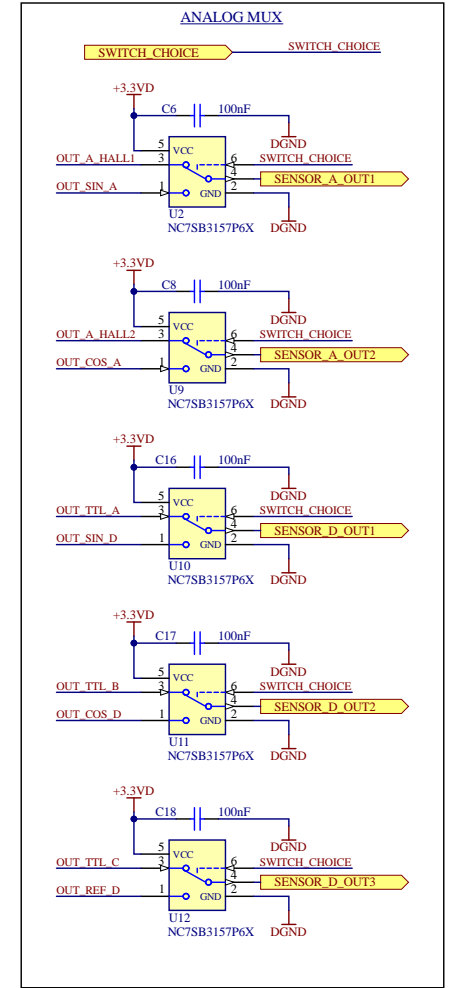 ANALOG MUX
SWITCH_CHOICE SWITCH_CHOICE
+3.3VD
C6 100nF
DGND
5 VCC
OUT_A_HALL1 3 6 SWITCH_CHOICE
4 SENSOR_A_OUT1
OUT_SIN_A 1 GND 2
U2
NC7SB3157P6X DGND
+3.3VD
C8 100nF
DGND
5 VCC
OUT_A_HALL2 3 6 SWITCH_CHOICE
4 SENSOR_A_OUT2
OUT_COS_A 1 GND 2
U9
NC7SB3157P6X DGND
+3.3VD
C16 100nF
DGND
5 VCC
OUT_TTL_A 3 6 SWITCH_CHOICE
4 SENSOR_D_OUT1
OUT_SIN_D 1 GND 2
U10
NC7SB3157P6X DGND
+3.3VD
C17 100nF
DGND
5 VCC
OUT_TTL_B 3 6 SWITCH_CHOICE
4 SENSOR_D_OUT2
OUT_COS_D 1 GND 2
U11
NC7SB3157P6X DGND
+3.3VD
C18 100nF
DGND
5 VCC
OUT_TTL_C 3 6 SWITCH_CHOICE
4 SENSOR_D_OUT3
OUT_REF_D 1 GND 2
U12
NC7SB3157P6X DGND